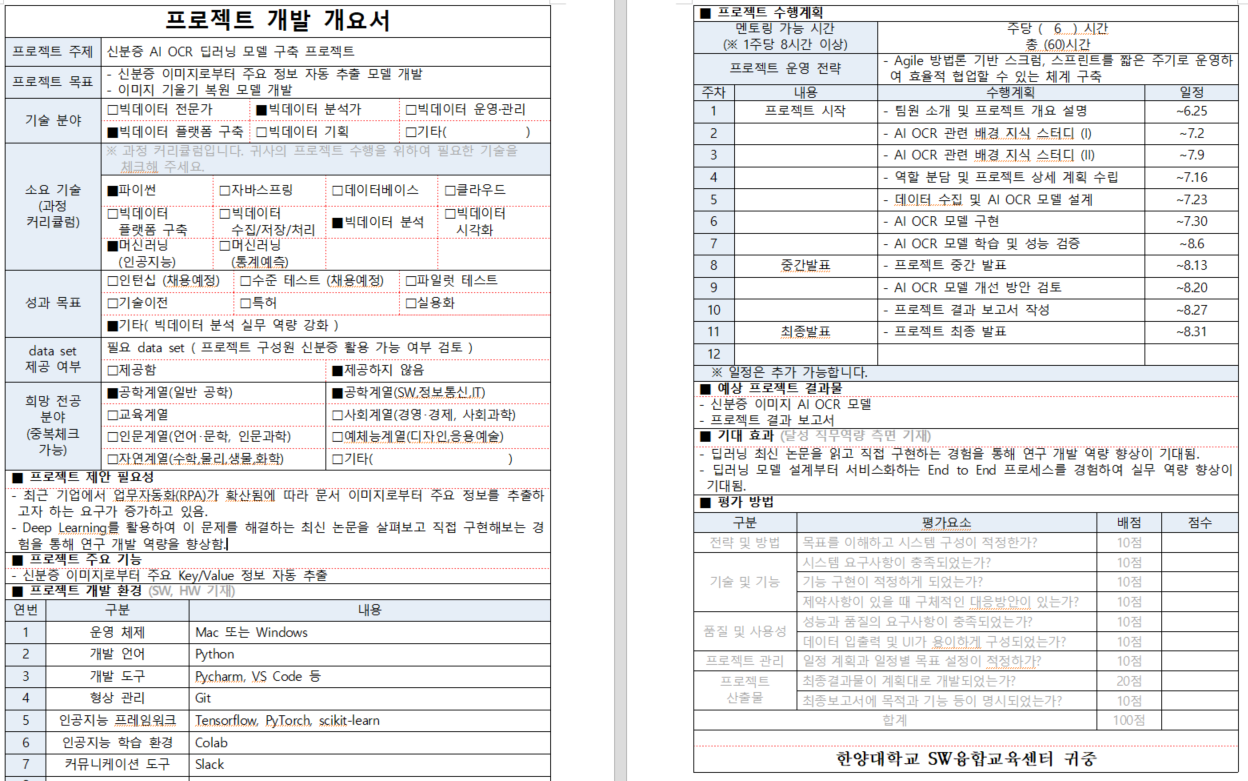 프로젝트 개발 개요서
프로젝트 주제 신분증 AI OCR 딥러닝 모델 구축 프로젝트
프로젝트 목표
- 신분증 이미지로부터 주요 정보 자동 추출 모델 개발
- 이미지 기울기 복원 모델 개발
기술 분야
□빅데이터 전문가 ■빅데이터 분석가 □빅데이터 운영·관리
■빅데이터 플랫폼 구축 □빅데이터 기획 □기타( )
소요 기술
(과정
커리큘럼)
※ 과정 커리큘럼입니다. 귀사의 프로젝트 수행을 위하여 필요한 기술을
체크해 주세요.
■파이썬 □자바스프링 □데이터베이스 □클라우드
□빅데이터
플랫폼 구축
□빅데이터
수집/저장/처리
■빅데이터 분석
□빅데이터
시각화
■머신러닝
(인공지능)
□머신러닝
(통계예측)
성과 목표
□인턴십 (채용예정) □수준 테스트 (채용예정) □파일럿 테스트
□기술이전 □특허 □실용화
■기타( 빅데이터 분석 실무 역량 강화 )
data set
제공 여부
필요 data set ( 프로젝트 구성원 신분증 활용 가능 여부 검토 )
□제공함 ■제공하지 않음
희망 전공
분야
(중복체크
가능)
■공학계열(일반 공학) ■공학계열(SW,정보통신,IT)
□교육계열 □사회계열(경영·경제, 사회과학)
□인문계열(언어·문학, 인문과학) □예체능계열(디자인,응용예술)
□자연계열(수학,물리,생물,화학) □기타( )
■ 프로젝트 제안 필요성
- 최근 기업에서 업무자동화(RPA)가 확산됨에 따라 문서 이미지로부터 주요 정보를 추출하
고자 하는 요구가 증가하고 있음.
- Deep Learning를 활용하여 이 문제를 해결하는 최신 논문을 살펴보고 직접 구현해보는 경
험을 통해 연구 개발 역량을 향상함.
■ 프로젝트 주요 기능
- 신분증 이미지로부터 주요 Key/Value 정보 자동 추출
■ 프로젝트 개발 환경 (SW, HW 기재)
연번 구분 내용
1 운영 체제 Mac 또는 Windows
2 개발 언어 Python
3 개발 도구 Pycharm, VS Code 등
4 형상 관리 Git
5 인공지능 프레임워크 Tensorflow, PyTorch, scikit-learn
6 인공지능 학습 환경 Colab
7 커뮤니케이션 도구 Slack
■ 프로젝트 수행계획
멘토링 가능 시간
(※ 1주당 8시간 이상)
주당 ( 6 ) 시간
총 (60)시간
프로젝트 운영 전략
- Agile 방법론 기반 스크럼, 스프린트를 짧은 주기로 운영하
여 효율적 협업할 수 있는 체계 구축
주차 내용 수행계획 일정
1 프로젝트 시작 - 팀원 소개 및 프로젝트 개요 설명 ~6.25
2 - AI OCR 관련 배경 지식 스터디 (I) ~7.2
3 - AI OCR 관련 배경 지식 스터디 (II) ~7.9
4 - 역할 분담 및 프로젝트 상세 계획 수립 ~7.16
5 - 데이터 수집 및 AI OCR 모델 설계 ~7.23
6 - AI OCR 모델 구현 ~7.30
7 - AI OCR 모델 학습 및 성능 검증 ~8.6
8 중간발표 - 프로젝트 중간 발표 ~8.13
9 - AI OCR 모델 개선 방안 검토 ~8.20
10 - 프로젝트 결과 보고서 작성 ~8.27
11 최종발표 - 프로젝트 최종 발표 ~8.31
12
※ 일정은 추가 가능합니다.
■ 예상 프로젝트 결과물
- 신분증 이미지 AI OCR 모델
- 프로젝트 결과 보고서
■ 기대 효과 (달성 직무역량 측면 기재)
- 딥러닝 최신 논문을 읽고 직접 구현하는 경험을 통해 연구 개발 역량 향상이 기대됨.
- 딥러닝 모델 설계부터 서비스화하는 End to End 프로세스를 경험하여 실무 역량 향상이
기대됨.
■ 평가 방법
구분 평가요소 배점 점수
전략 및 방법 목표를 이해하고 시스템 구성이 적정한가? 10점
기술 및 기능
시스템 요구사항이 충족되었는가? 10점
기능 구현이 적정하게 되었는가? 10점
제약사항이 있을 때 구체적인 대응방안이 있는가? 10점
품질 및 사용성
성능과 품질의 요구사항이 충족되었는가? 10점
데이터 입출력 및 UI가 용이하게 구성되었는가? 10점
프로젝트 관리 일정 계획과 일정별 목표 설정이 적정하가? 10점
프로젝트
산출물
최종결과물이 계획대로 개발되었는가? 20점
최종보고서에 목적과 기능 등이 명시되었는가? 10점
합계 100점
한양대학교 SW융합교육센터 귀중